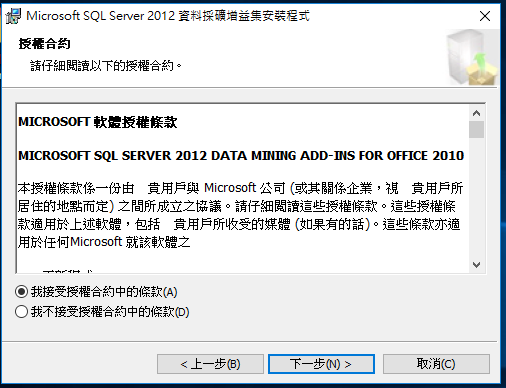 Microsoft SQL Server 2012 資料採礦增益集安裝程式
授權合約
請仔細閱讀以下的授權合約。
MICROSOFT 軟體授權條款
MICROSOFT SQL SERVER 2012 DATA MINING ADD-INS FOR OFFICE 2010
本授權條款係一份由 貴用戶與 Microsoft 公司 (或其關係企業，視 貴用戶所
居住的地點而定) 之間所成立之協議。請仔細閱讀這些授權條款。這些授權條
款適用於上述軟體，包括 貴用戶所收受的媒體 (如果有的話)。這些條款亦適
用於任何Microsoft 就該軟體之
我接受授權合約中的條款(A)
我不接受授權合約中的條款(D)
< 上一步(B)
下一步(N) >
取消(C)